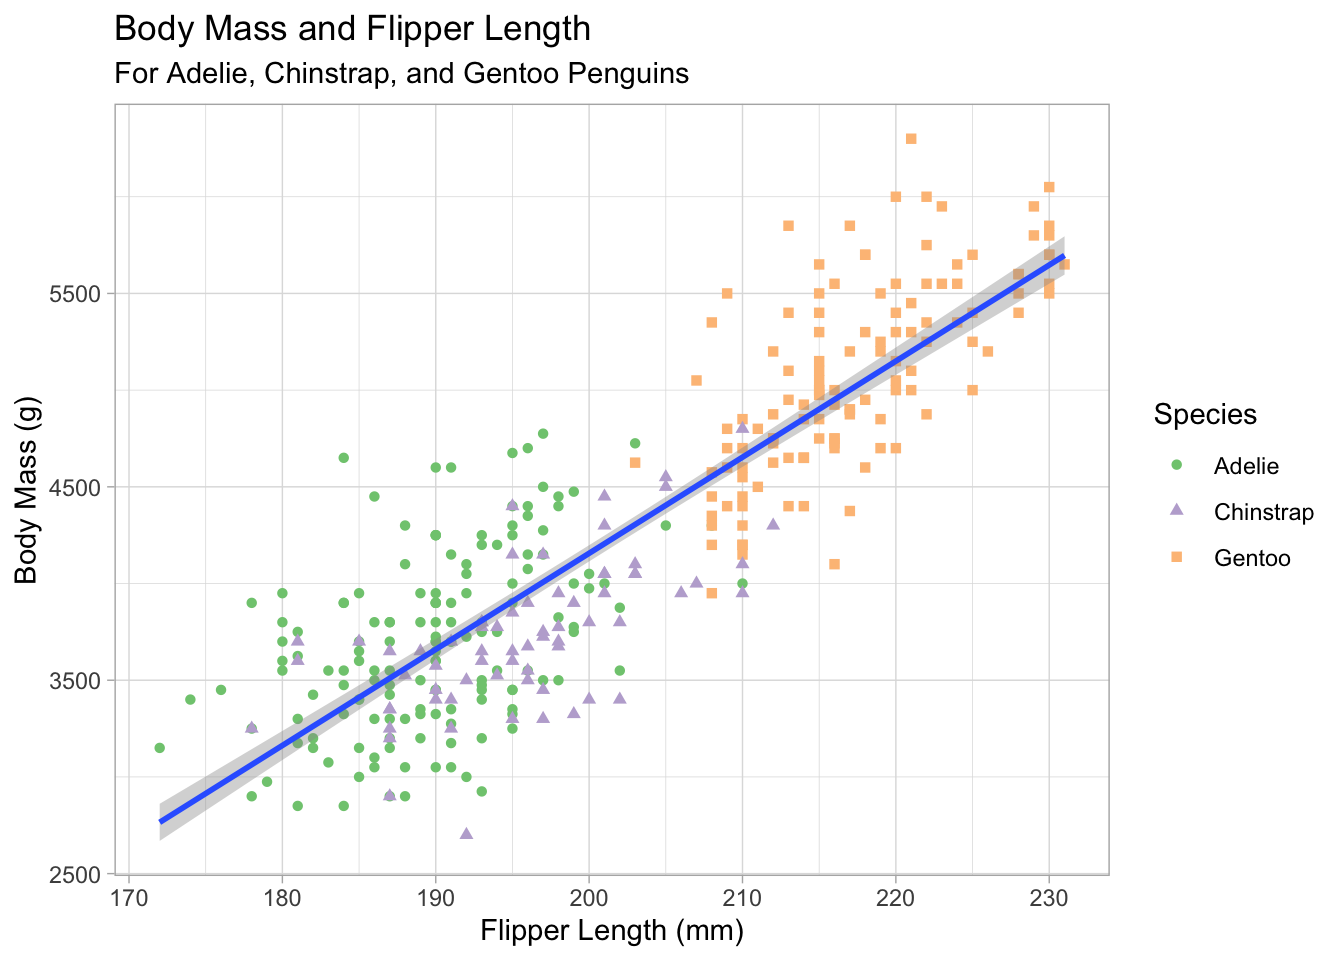 Body Mass and Flipper Length
For Adelie, Chinstrap, and Gentoo Penguins
Body Mass (g)
5500
4500
3500
2500
170 180 190 200 210 220 230
Flipper Length (mm)
Species
Adelie
Chinstrap
Gentoo